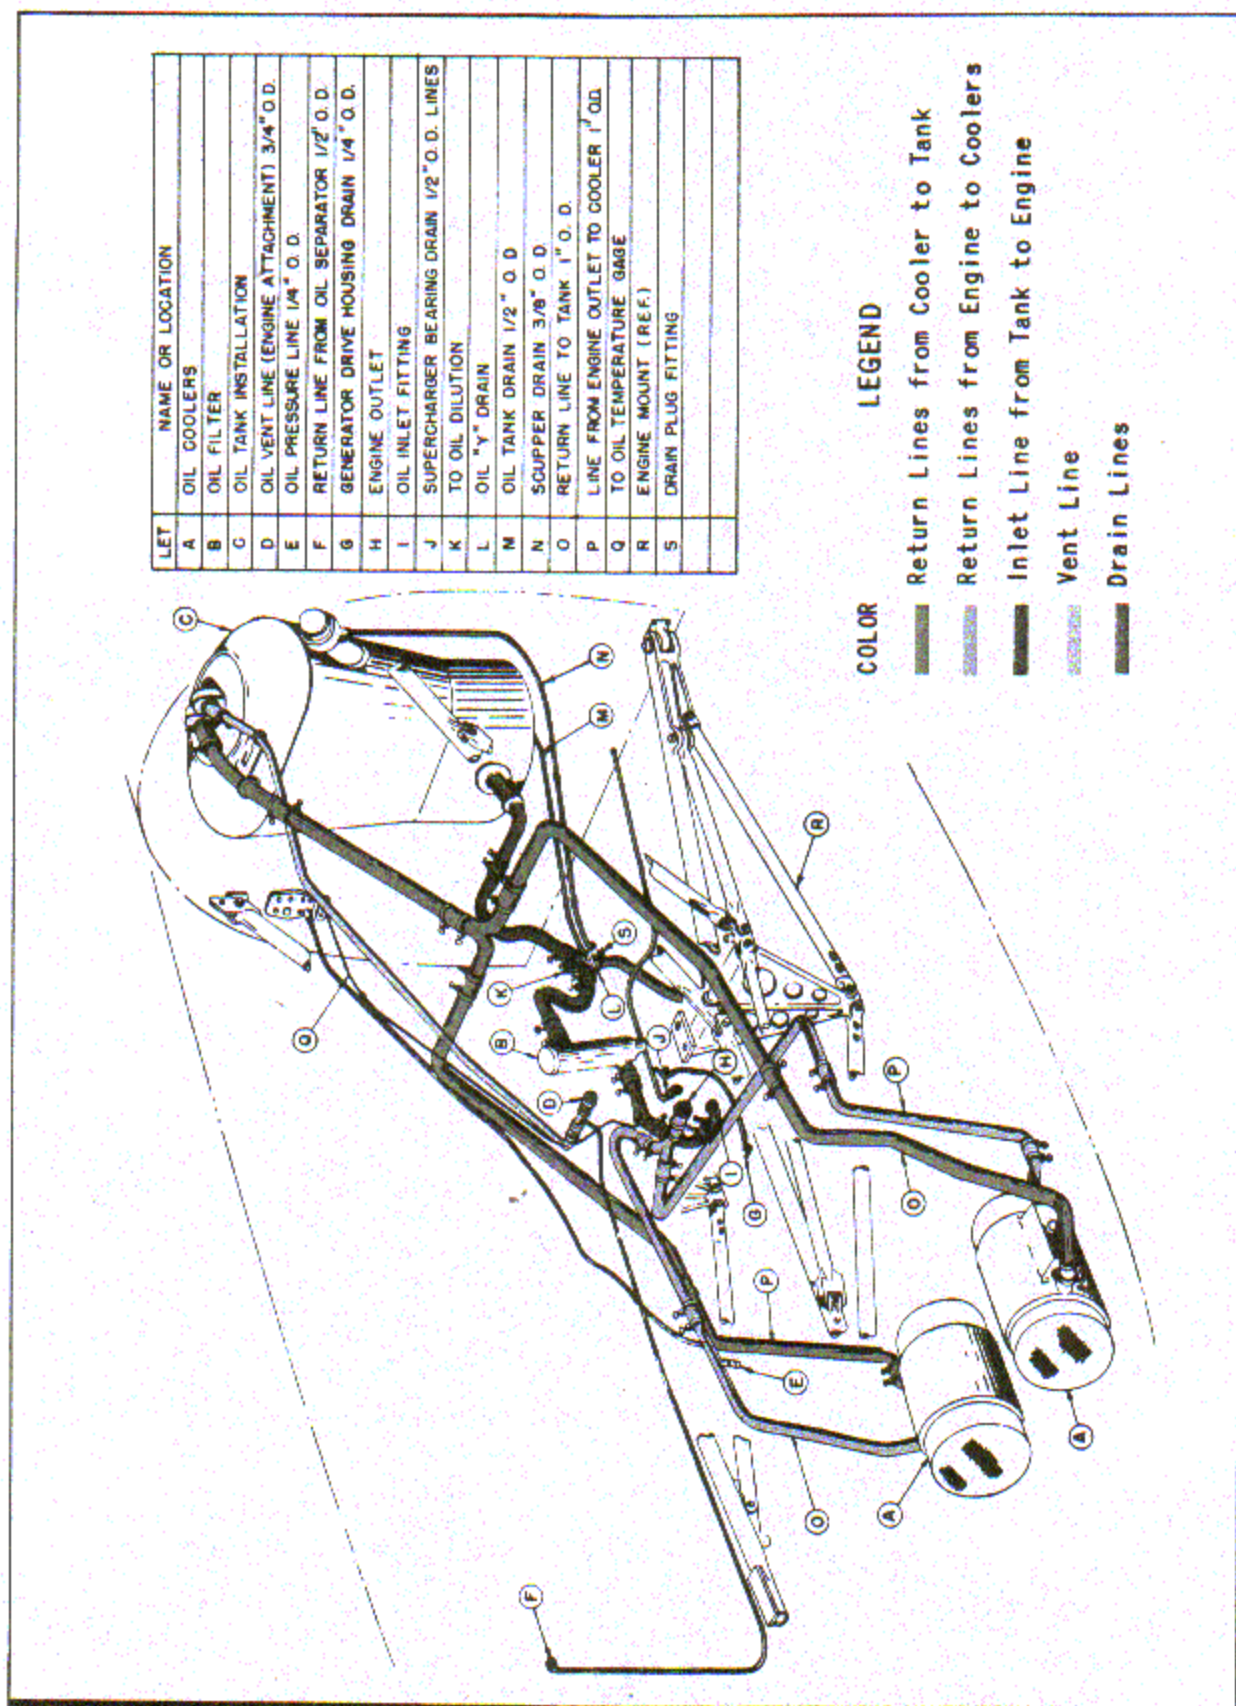 LET NAME OR LOCATION
A OIL COOLERS
B OIL FILTER
C OIL TANK INSTALLATION
D OIL VENT LINE (ENGINE ATTACHMENT) 3/4" O.D.
E OIL PRESSURE LINE 1/4" O. D.
F RETURN LINE FROM OIL SEPARATOR 1/2" O. D.
G GENERATOR DRIVE HOUSING DRAIN 1/4" O. D.
H ENGINE OUTLET
I OIL INLET FITTING
J SUPERCHARGER BEARING DRAIN 1/2" O. D. LINES
K TO OIL DILUTION
L OIL "Y" DRAIN
M OIL TANK DRAIN 1/2" O. D
N SCUPPER DRAIN 3/8" O. D
O RETURN LINE TO TANK 1" O. D.
P LINE FROM ENGINE OUTLET TO COOLER 1" O.D.
Q TO OIL TEMPERATURE GAGE
R ENGINE MOUNT (REF.)
S DRAIN PLUG FITTING
COLOR LEGEND
Return Lines from Cooler to Tank
Return Lines from Engine to Coolers
Inlet Line from Tank to Engine
Vent Line
Drain Lines
C
N
M
Q
K
S
L
B
J
H
D
I
G
R
P
O
P
E
O
A
A
F